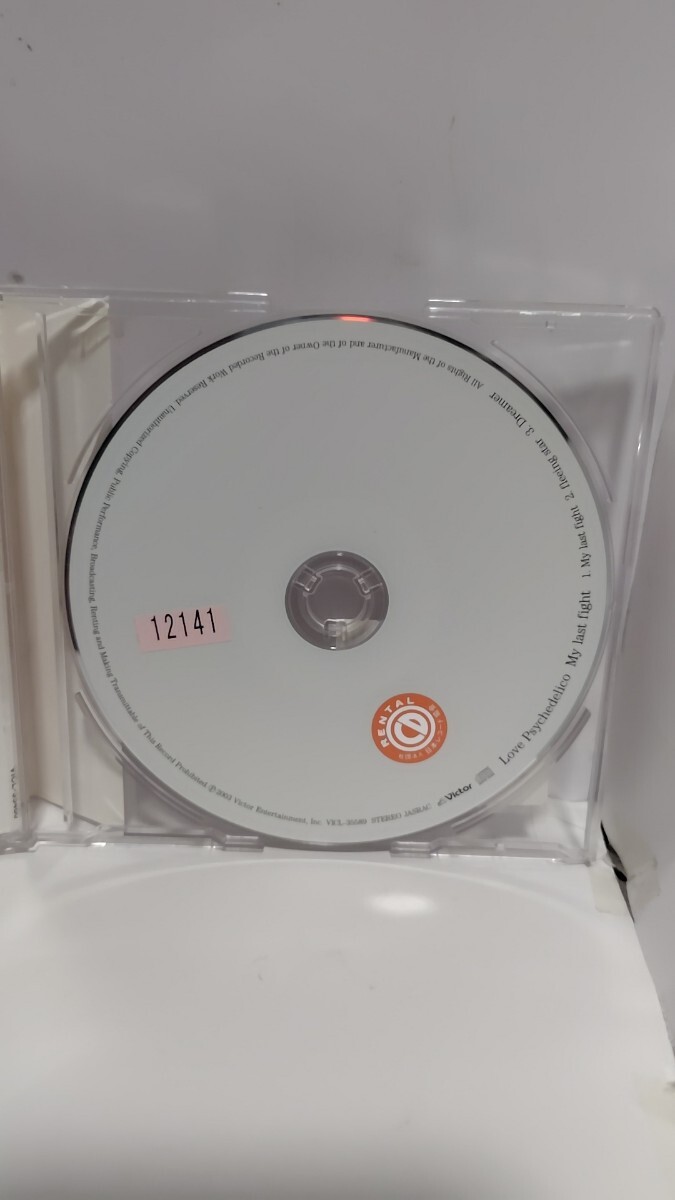 Love Psychedelico My last fight 1. My last fight 2. fleeing star 3. Dreamer
All Rights of the Manufacturer and of the Owner of the Recorded Work Reserved. Unauthorized Copying, Public Performance, Broadcasting, Renting and Making Transmittable of This Record Prohibited. ℗2003 Victor Entertainment, Inc. STEREO JASRAC
Victor
12141
RENTAL